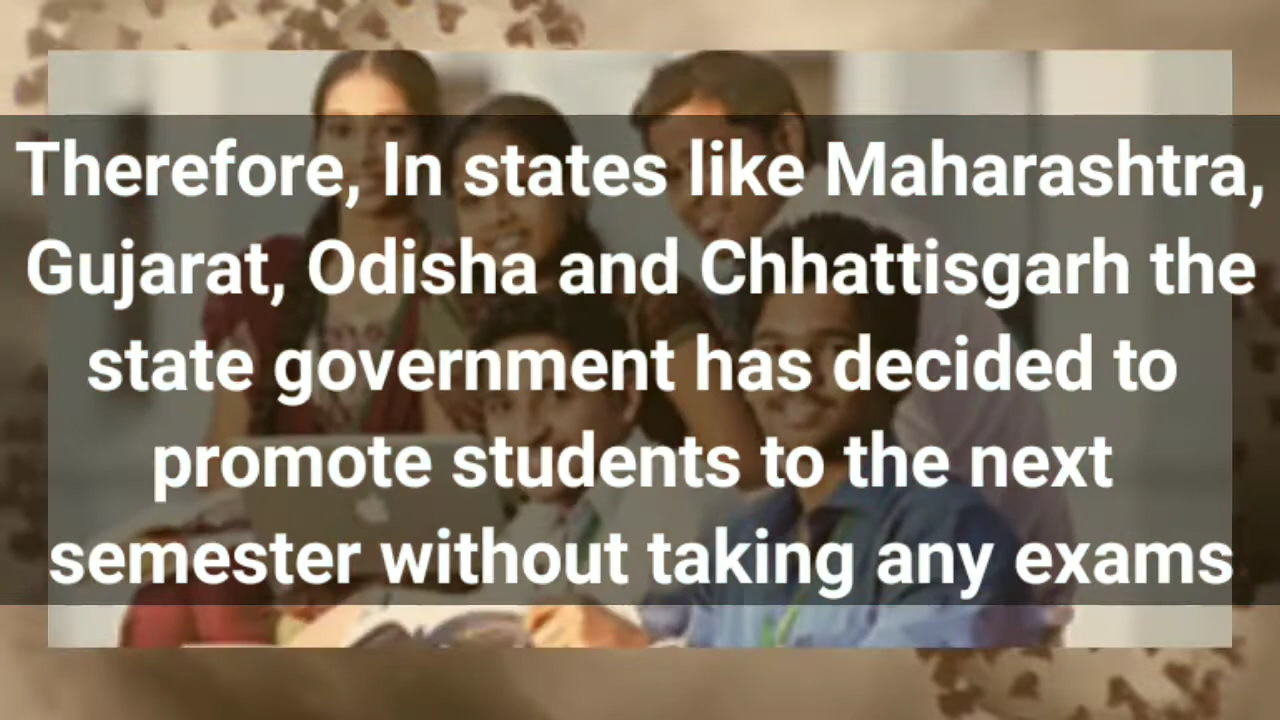 Therefore, In states like Maharashtra,
Gujarat, Odisha and Chhattisgarh the
state government has decided to
promote students to the next
semester without taking any exams